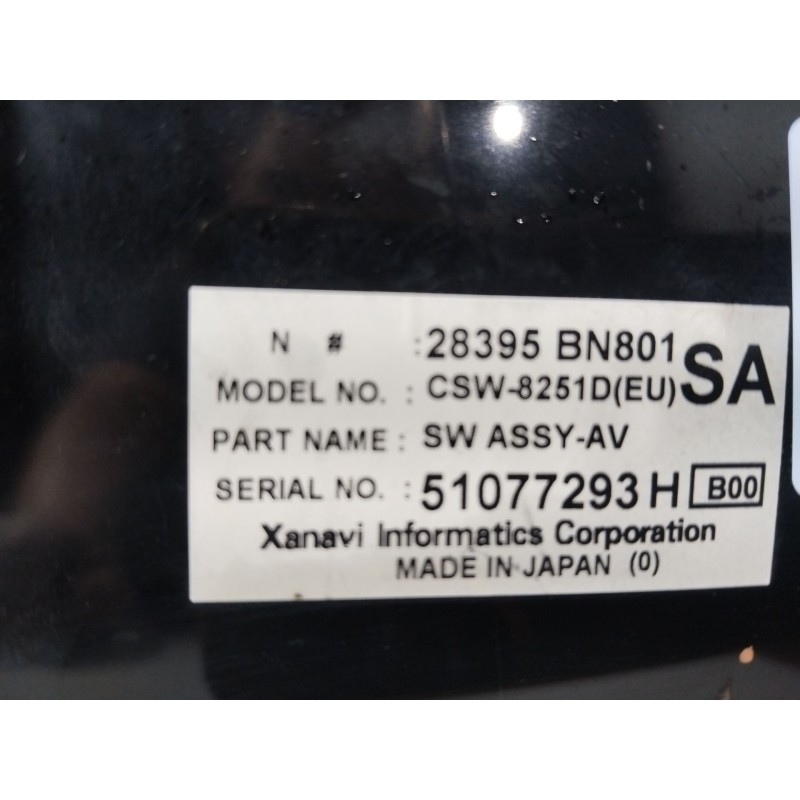 N # : 28395 BN801 SA
MODEL NO. : CSW-8251D(EU)
PART NAME : SW ASSY-AV
SERIAL NO. : 51077293 H B00
Xanavi Informatics Corporation
MADE IN JAPAN (0)